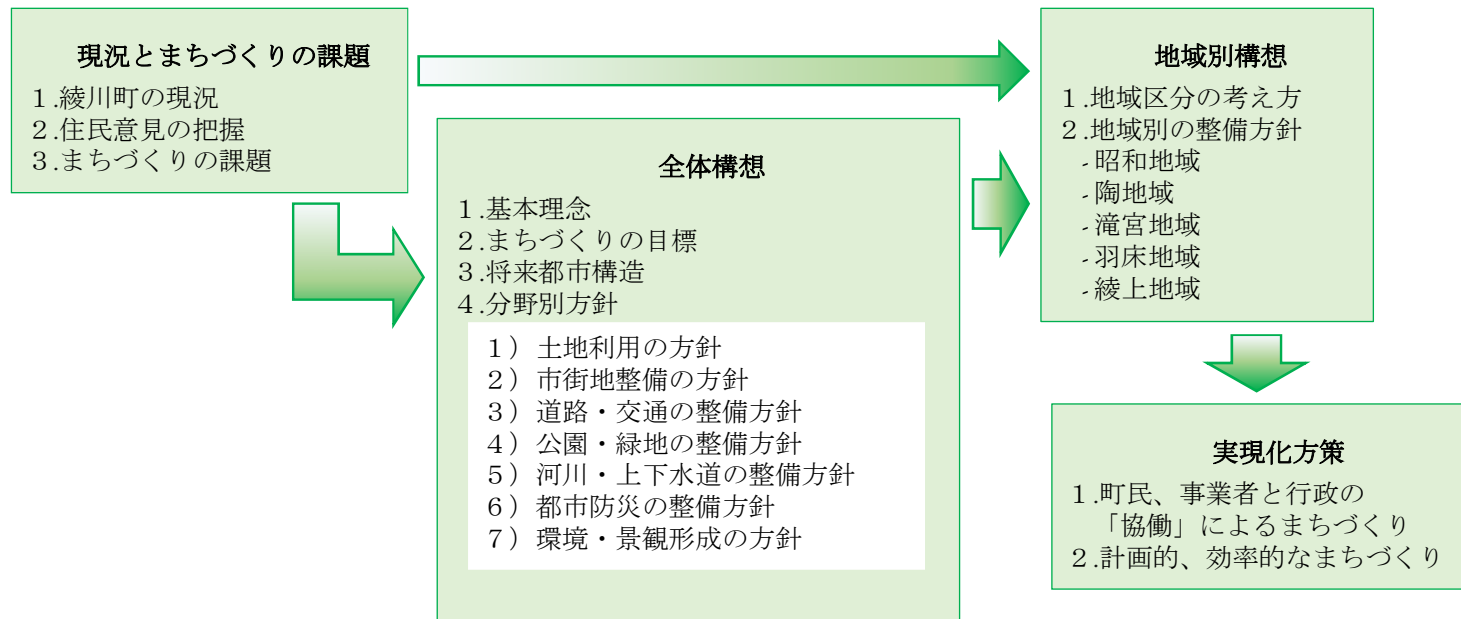 現況とまちづくりの課題
１.綾川町の現況
２.住民意見の把握
３.まちづくりの課題
全体構想
１.基本理念
２.まちづくりの目標
３.将来都市構造
４.分野別方針
１）土地利用の方針
２）市街地整備の方針
３）道路・交通の整備方針
４）公園・緑地の整備方針
５）河川・上下水道の整備方針
６）都市防災の整備方針
７）環境・景観形成の方針
地域別構想
１.地域区分の考え方
２.地域別の整備方針
-昭和地域
-陶地域
-滝宮地域
-羽床地域
-綾上地域
実現化方策
１.町民、事業者と行政の
「協働」によるまちづくり
２.計画的、効率的なまちづくり